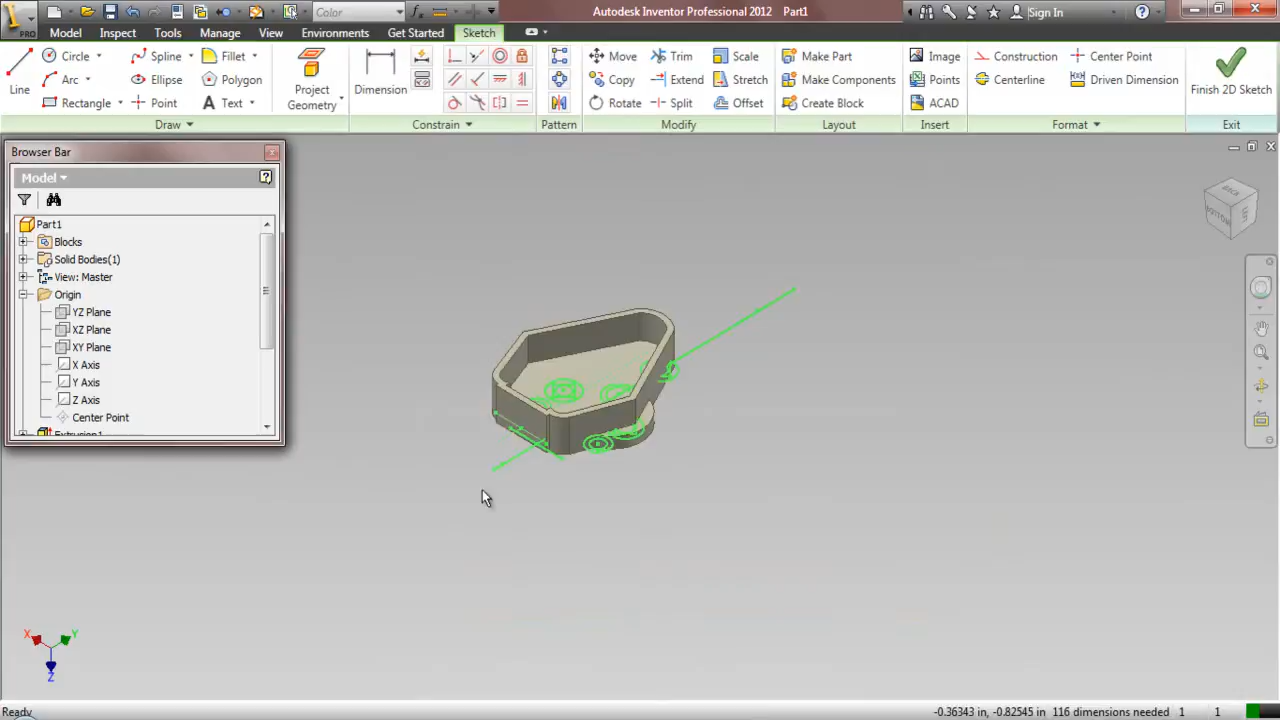 PRO
Color
Autodesk Inventor Professional 2012 Part1
Sign In
Model Inspect Tools Manage View Environments Get Started Sketch
Line
Circle
Arc
Rectangle
Spline
Ellipse
Point
Fillet
Polygon
Text
Draw
Project
Geometry
Dimension
Constrain
Pattern
Move
Copy
Rotate
Trim
Extend
Split
Scale
Stretch
Offset
Modify
Make Part
Make Components
Create Block
Layout
Image
Points
ACAD
Insert
Construction
Centerline
Center Point
Driven Dimension
Format
Finish 2D Sketch
Exit
Browser Bar
Model
Part1
Blocks
Solid Bodies(1)
View: Master
Origin
YZ Plane
XZ Plane
XY Plane
X Axis
Y Axis
Z Axis
Center Point
Extrusion1
BACK
BOTTOM
LEFT
X
Y
Z
Ready
-0.36343 in, -0.82545 in 116 dimensions needed 1 1